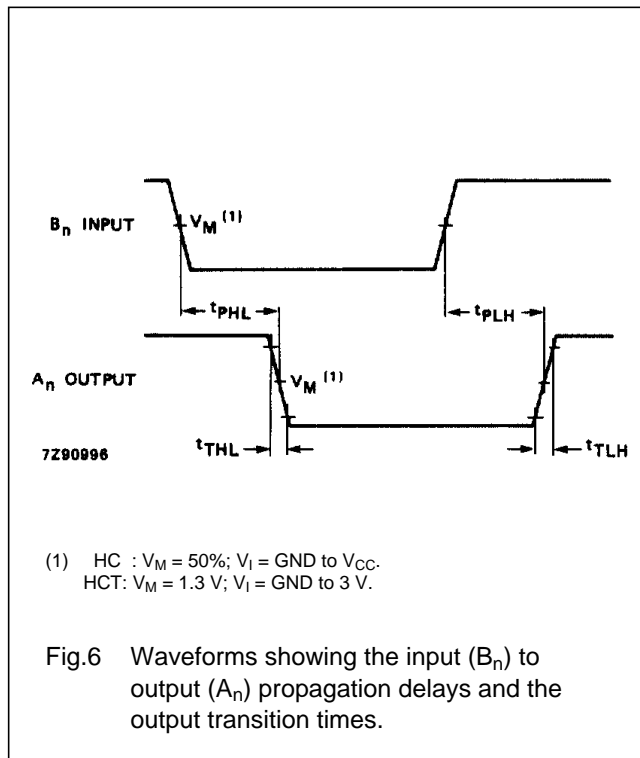 Bn INPUT
VM (1)
tPHL
tPLH
An OUTPUT
VM (1)
tTHL
tTLH
7Z90996
(1) HC : VM = 50%; VI = GND to VCC.
HCT: VM = 1.3 V; VI = GND to 3 V.
Fig.6 Waveforms showing the input (Bn) to
output (An) propagation delays and the
output transition times.